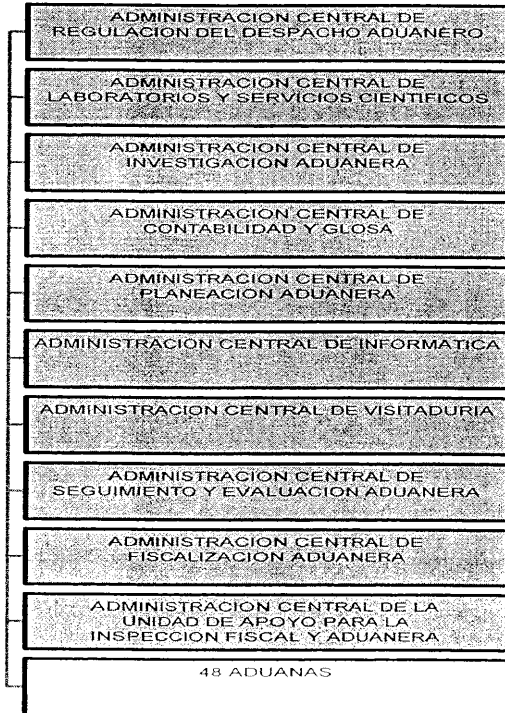 ADMINISTRACION CENTRAL DE
REGULACION DEL DESPACHO ADUANERO
ADMINISTRACION CENTRAL DE
LABORATORIOS Y SERVICIOS CIENTIFICOS
ADMINISTRACION CENTRAL DE
INVESTIGACION ADUANERA
ADMINISTRACION CENTRAL DE
CONTABILIDAD Y GLOSA
ADMINISTRACION CENTRAL DE
PLANEACION ADUANERA
ADMINISTRACION CENTRAL DE INFORMATICA
ADMINISTRACION CENTRAL DE VISITADURIA
ADMINISTRACION CENTRAL DE
SEGUIMIENTO Y EVALUACION ADUANERA
ADMINISTRACION CENTRAL DE
FISCALIZACION ADUANERA
ADMINISTRACION CENTRAL DE LA
UNIDAD DE APOYO PARA LA
INSPECCION FISCAL Y ADUANERA
48 ADUANAS